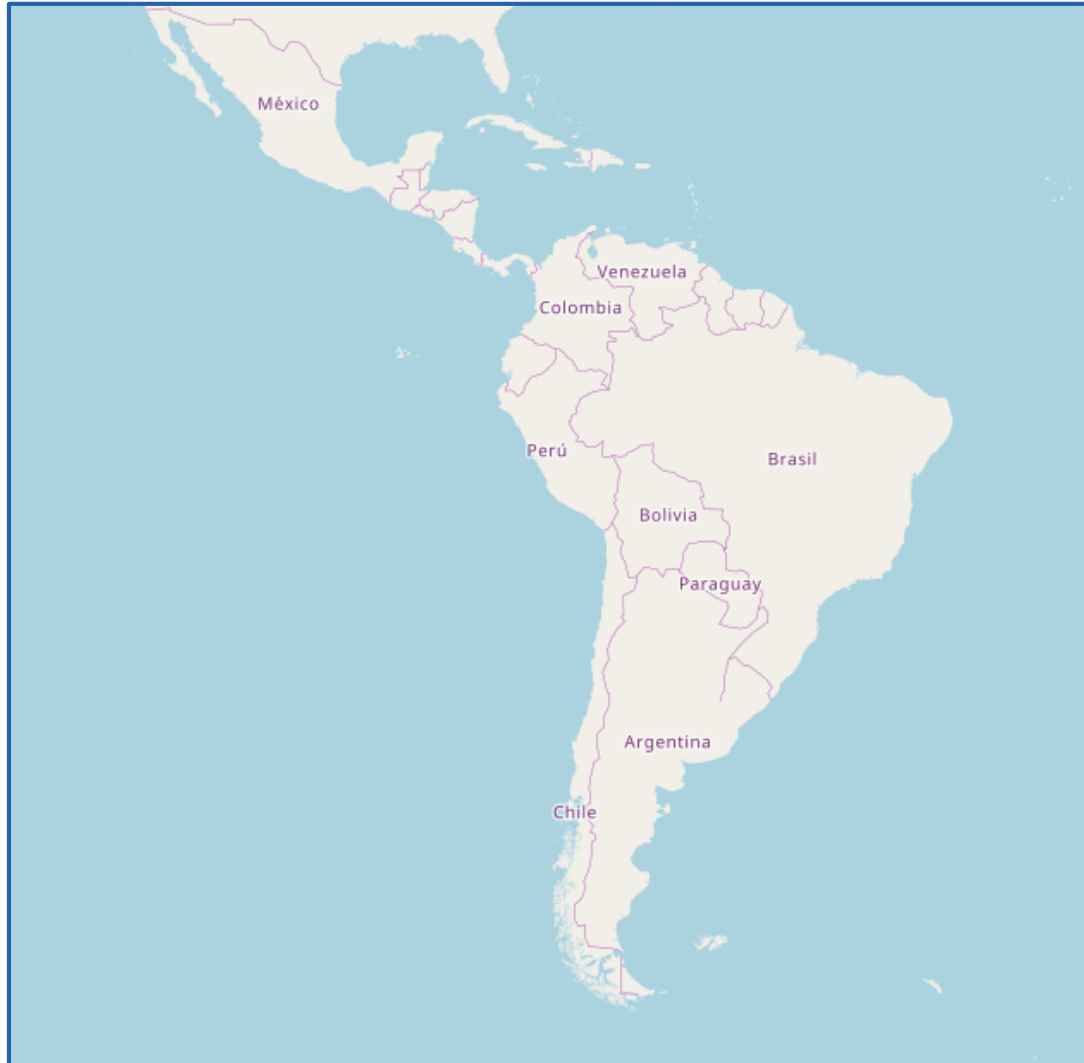 México
Venezuela
Colombia
Perú
Brasil
Bolivia
Paraguay
Argentina
Chile